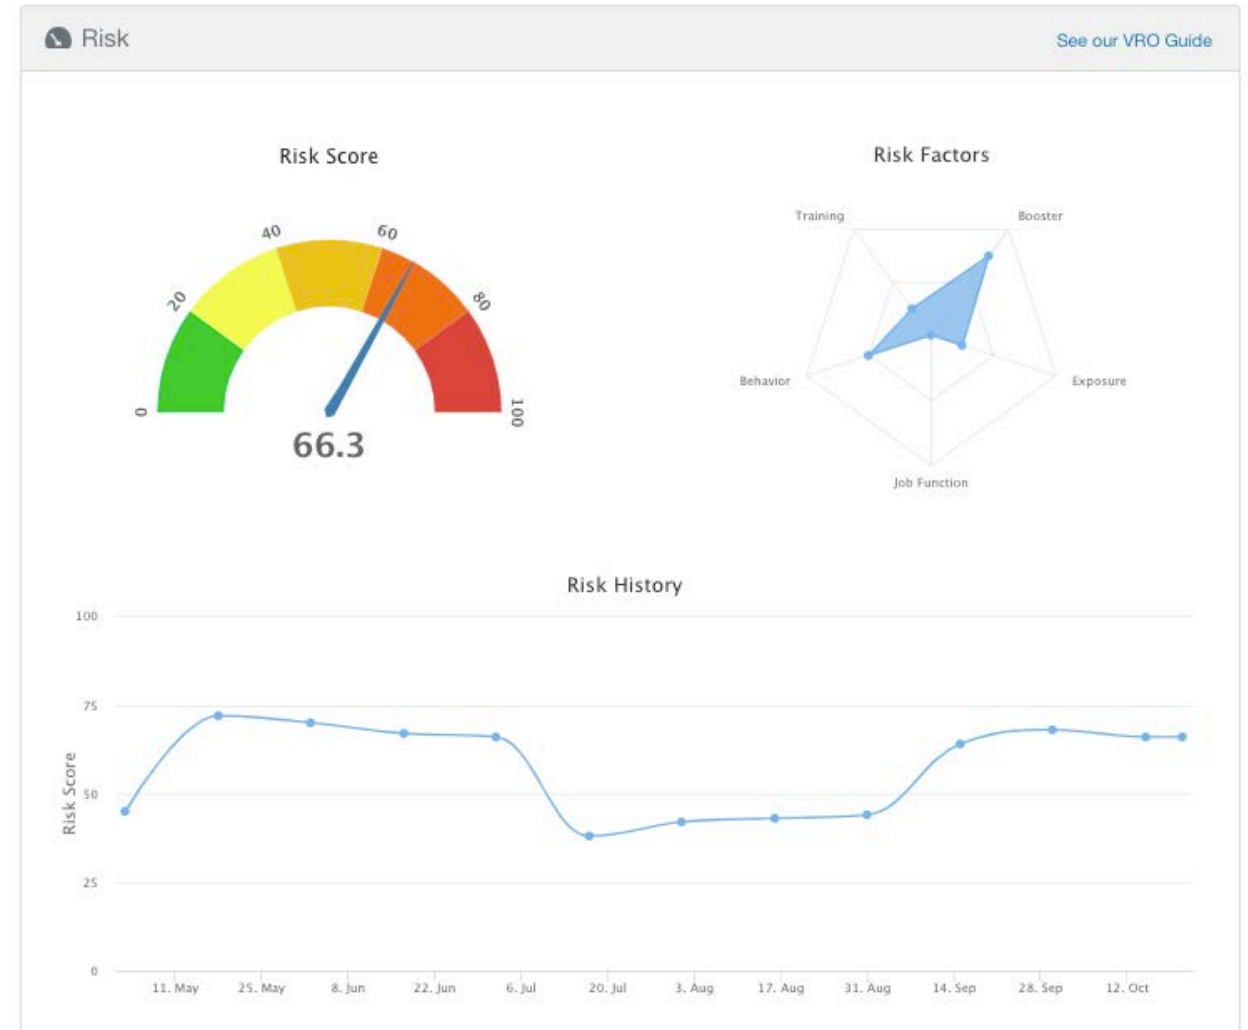 Risk
See our VRO Guide
Risk Score
0
20
40
60
80
100
66.3
Risk Factors
Training
Booster
Behavior
Exposure
Job Function
Risk History
Risk Score
100
75
50
25
0
11. May 25. May 8. Jun 22. Jun 6. Jul 20. Jul 3. Aug 17. Aug 31. Aug 14. Sep 28. Sep 12. Oct